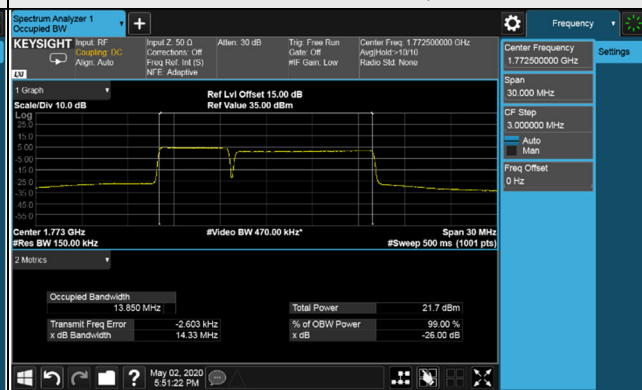 Spectrum Analyzer 1
Occupied BW
Frequency
KEYSIGHT
Input: RF
Coupling: DC
Align: Auto
Input Z: 50 Ω
Corrections: Off
Freq Ref: Int (S)
NFE: Adaptive
Atten: 30 dB
Trig: Free Run
Gate: Off
#IF Gain: Low
Center Freq: 1.772500000 GHz
Avg|Hold:>10/10
Radio Std: None
LXI
Center Frequency
1.772500000 GHz
Settings
Span
30.000 MHz
CF Step
3.000000 MHz
Auto
Man
Freq Offset
0 Hz
1 Graph
Scale/Div 10.0 dB
Ref Lvl Offset 15.00 dB
Ref Value 35.00 dBm
Log
25.0
15.0
5.00
-5.00
-15.0
-25.0
-35.0
-45.0
-55.0
Center 1.773 GHz
#Res BW 150.00 kHz
#Video BW 470.00 kHz*
Span 30 MHz
#Sweep 500 ms (1001 pts)
2 Metrics
Occupied Bandwidth
13.850 MHz
Total Power 21.7 dBm
Transmit Freq Error -2.603 kHz
% of OBW Power 99.00 %
x dB Bandwidth 14.33 MHz
x dB -26.00 dB
?
May 02, 2020
5:51:22 PM